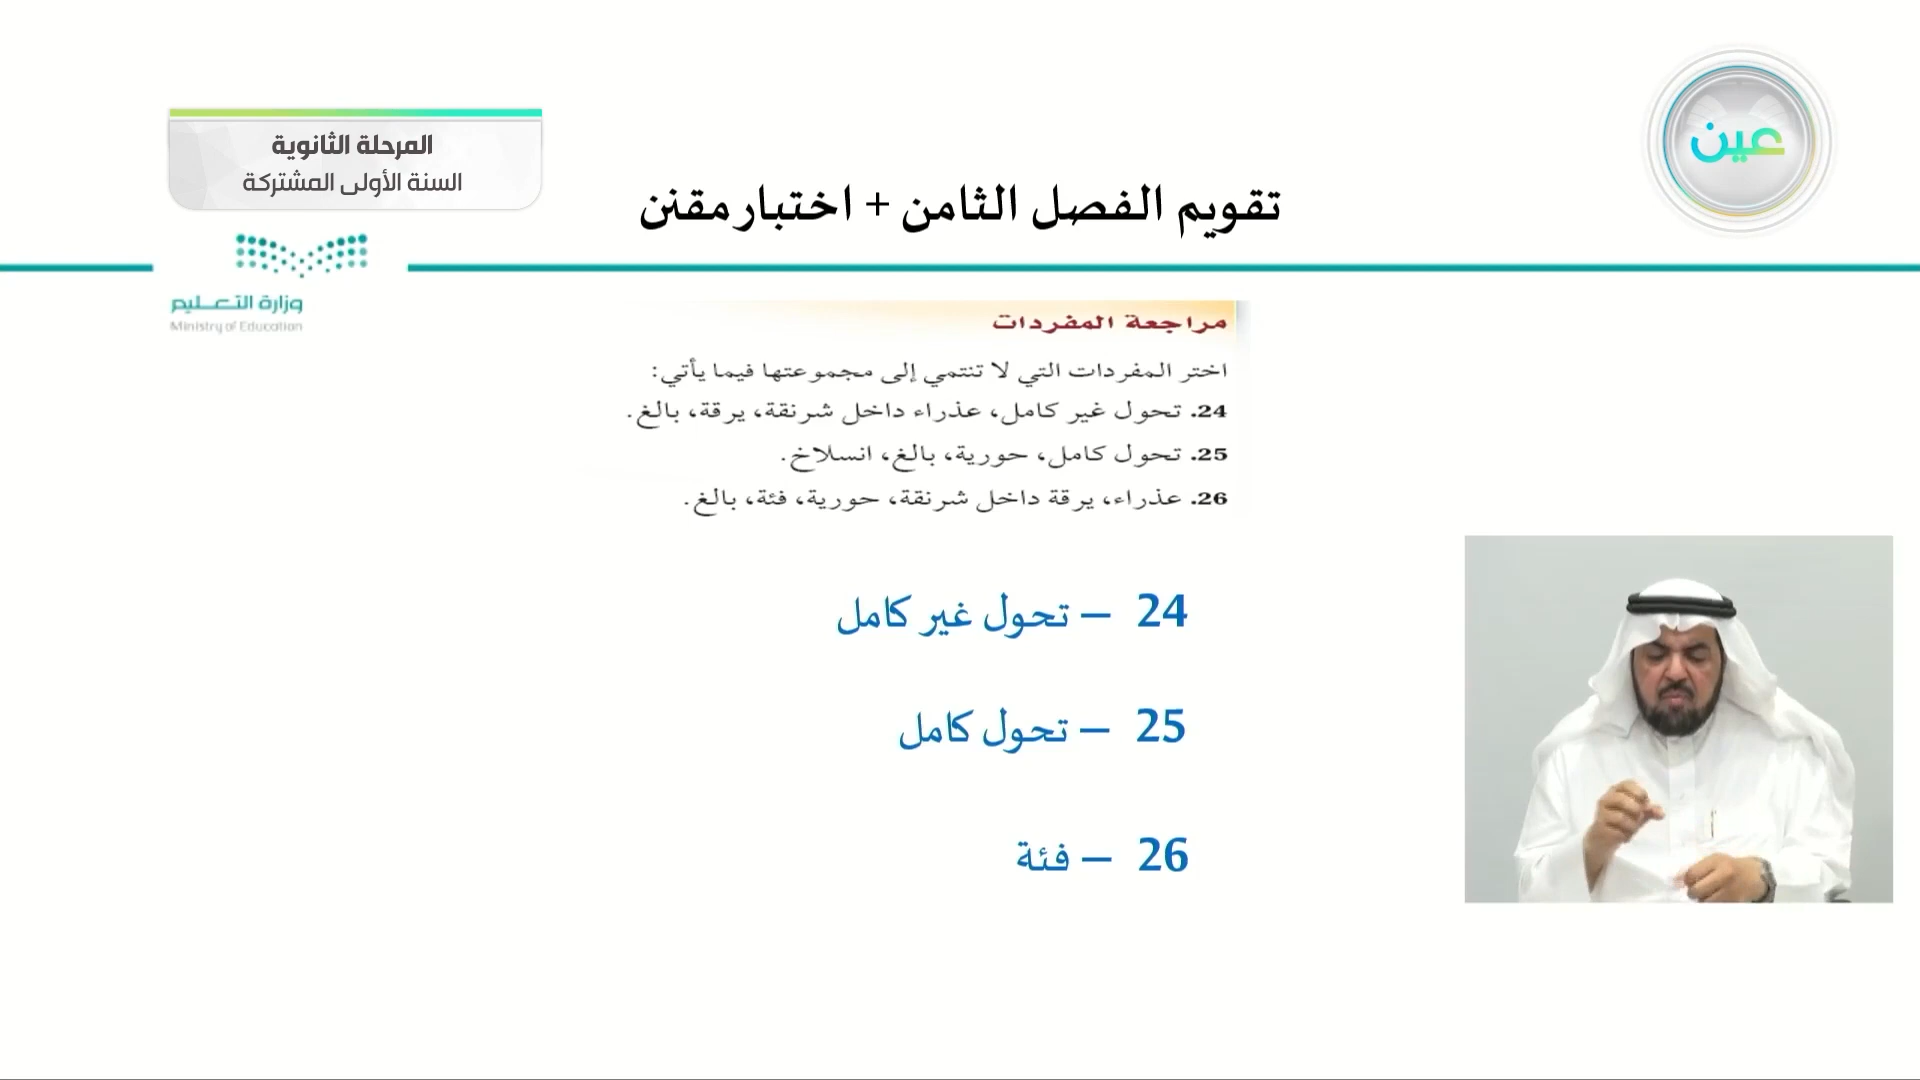 عين
المرحلة الثانوية
السنة الأولى المشتركة
تقويم الفصل الثامن + اختبار مقنن
وزارة التعليم
Ministry of Education
مراجعة المفردات
اختر المفردات التي لا تنتمي إلى مجموعتها فيما يأتي:
24. تحول غير كامل، عذراء داخل شرنقة، يرقة، بالغ.
25. تحول كامل، حورية، بالغ، انسلاخ.
26. عذراء، يرقة داخل شرنقة، حورية، فئة، بالغ.
24 – تحول غير كامل
25 – تحول كامل
26 – فئة